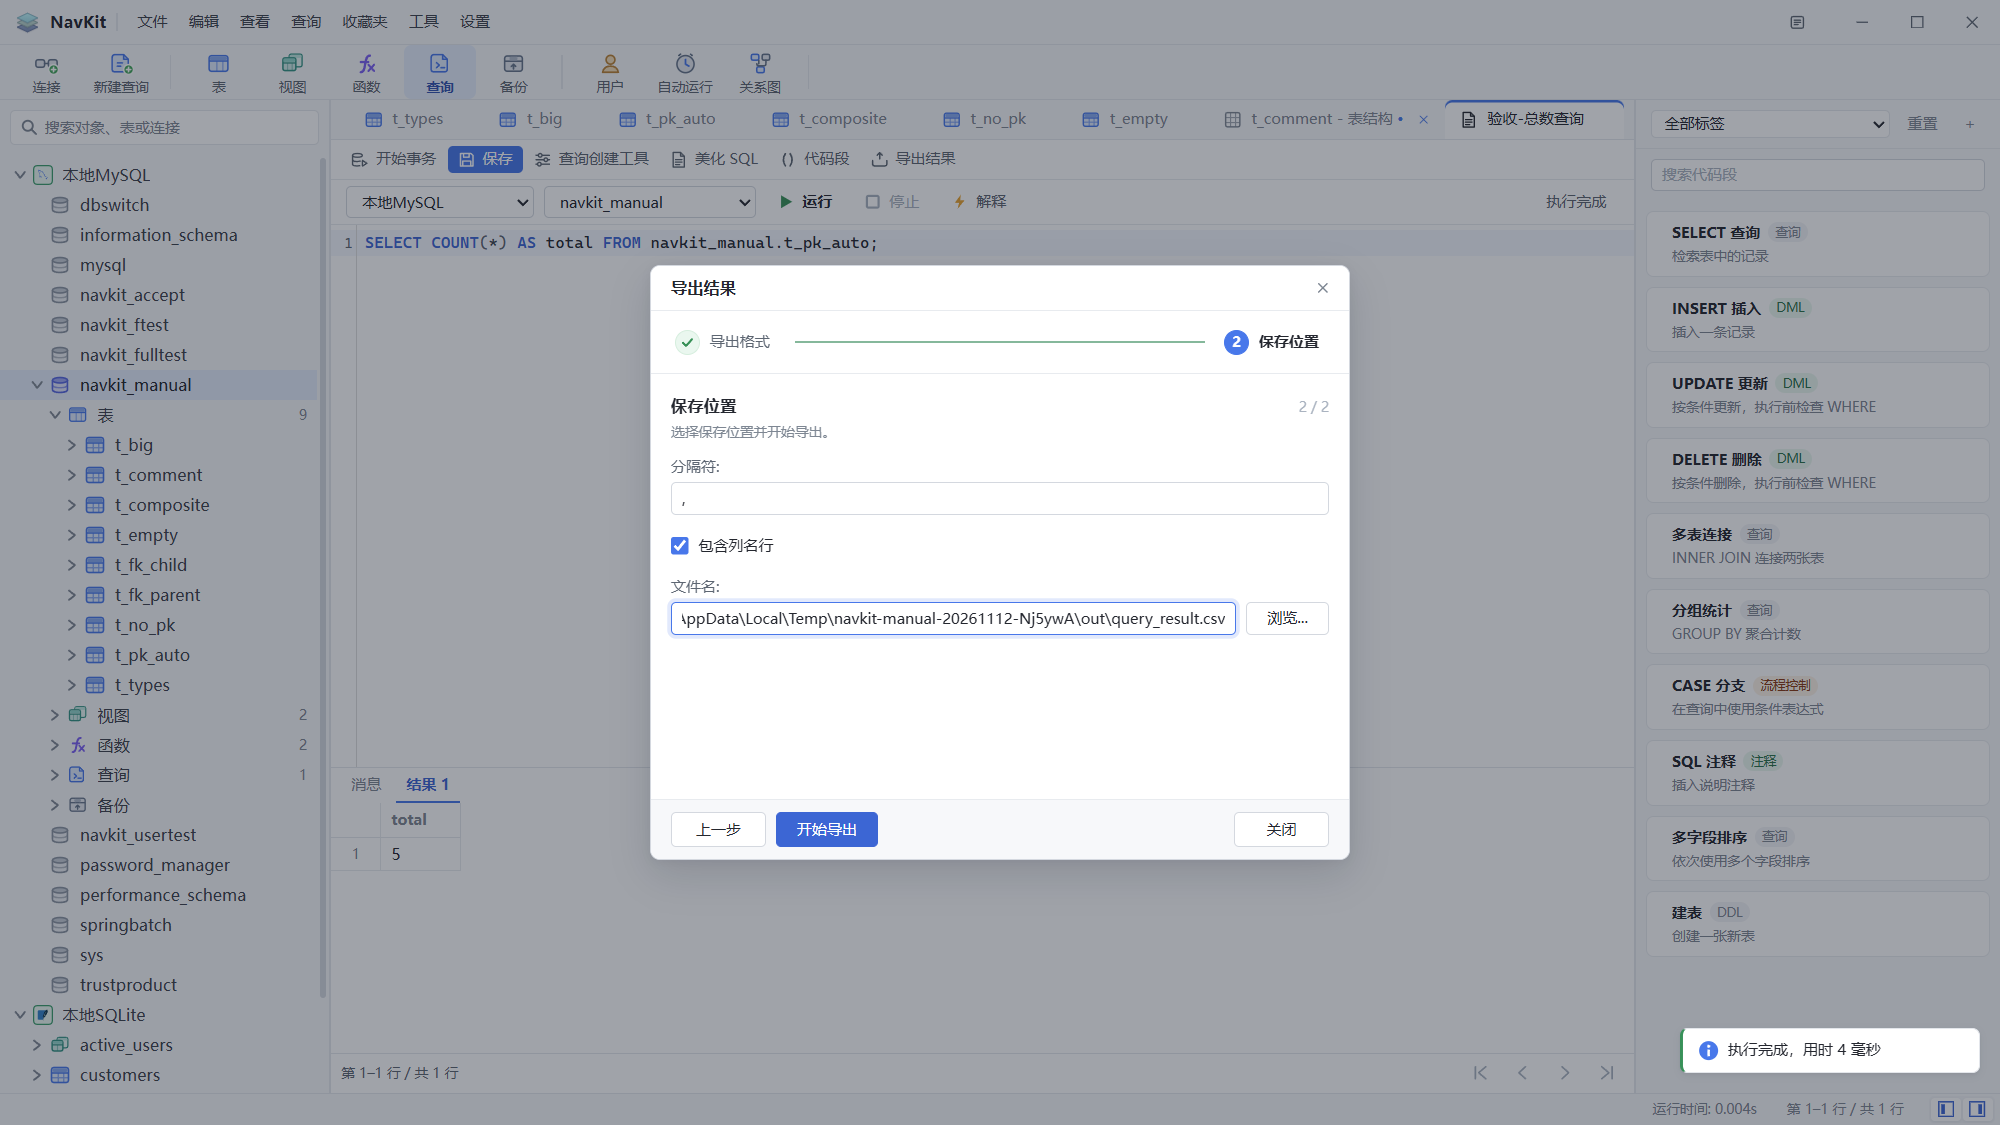 NavKit 文件 编辑 查看 查询 收藏夹 工具 设置
连接 新建查询 表 视图 函数 查询 备份 用户 自动运行 关系图
搜索对象、表或连接
本地MySQL
dbswitch
information_schema
mysql
navkit_accept
navkit_ftest
navkit_fulltest
navkit_manual
表 9
t_big
t_comment
t_composite
t_empty
t_fk_child
t_fk_parent
t_no_pk
t_pk_auto
t_types
视图 2
函数 2
查询 1
备份
navkit_usertest
password_manager
performance_schema
springbatch
sys
trustproduct
本地SQLite
active_users
customers
t_types t_big t_pk_auto t_composite t_no_pk t_empty t_comment - 表结构 • 验收-总数查询
开始事务 保存 查询创建工具 美化 SQL 代码段 导出结果
本地MySQL navkit_manual 运行 停止 解释 执行完成
1 SELECT COUNT(*) AS total FROM navkit_manual.t_pk_auto;
导出结果
导出格式 2 保存位置
保存位置 2 / 2
选择保存位置并开始导出。
分隔符:
,
包含列名行
文件名:
\ppData\Local\Temp\navkit-manual-20261112-Nj5ywA\out\query_result.csv 浏览...
上一步 开始导出 关闭
消息 结果 1
total
1 5
第 1–1 行 / 共 1 行
全部标签 重置 +
搜索代码段
SELECT 查询 查询
检索表中的记录
INSERT 插入 DML
插入一条记录
UPDATE 更新 DML
按条件更新，执行前检查 WHERE
DELETE 删除 DML
按条件删除，执行前检查 WHERE
多表连接 查询
INNER JOIN 连接两张表
分组统计 查询
GROUP BY 聚合计数
CASE 分支 流程控制
在查询中使用条件表达式
SQL 注释 注释
插入说明注释
多字段排序 查询
依次使用多个字段排序
建表 DDL
创建一张新表
执行完成，用时 4 毫秒
运行时间: 0.004s 第 1–1 行 / 共 1 行